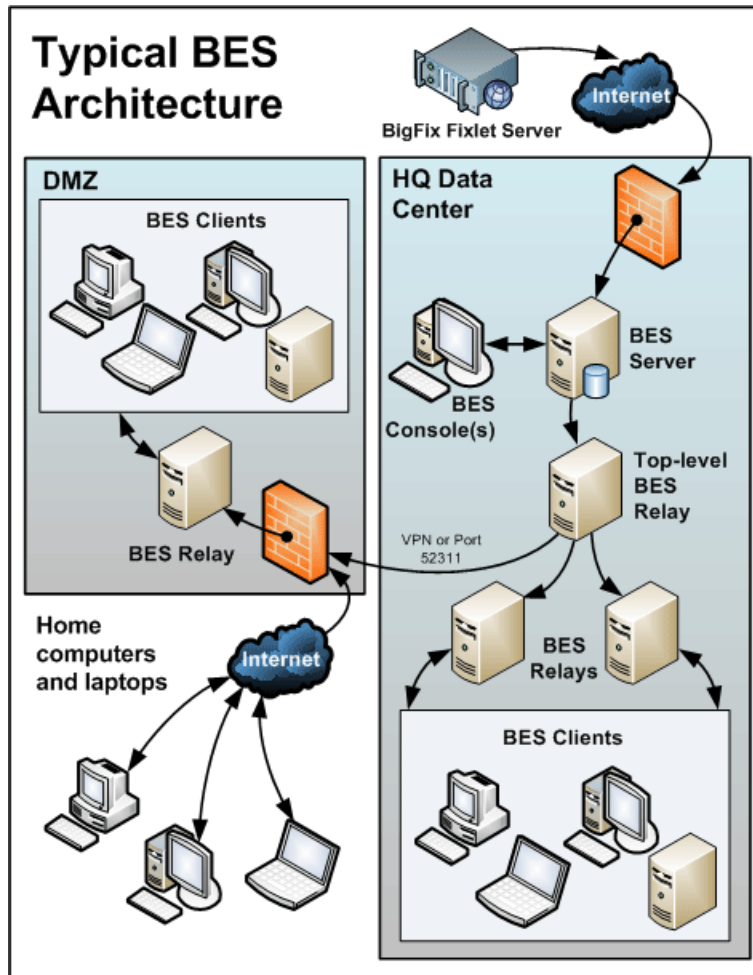 Typical BES
Architecture
BigFix Fixlet Server
Internet
DMZ
BES Clients
BES Relay
HQ Data
Center
BES
Server
BES
Console(s)
Top-level
BES
Relay
VPN or Port
52311
BES
Relays
BES Clients
Home
computers
and laptops
Internet